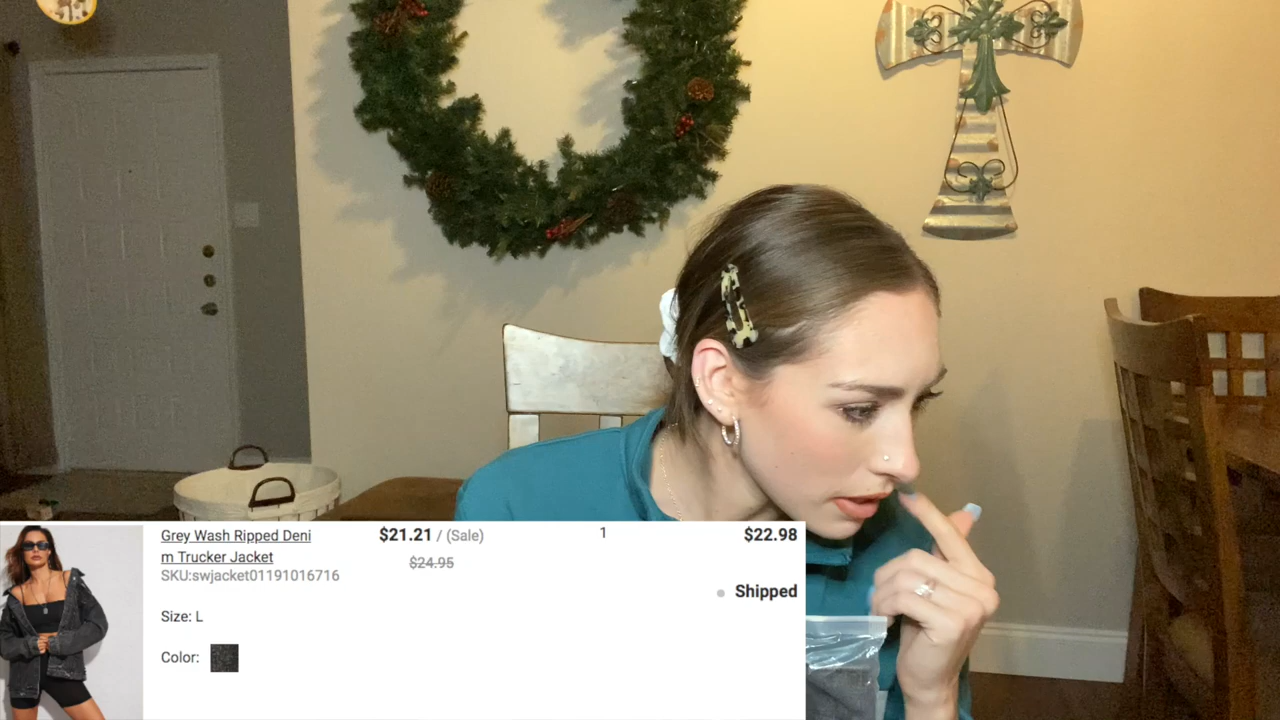 Grey Wash Ripped Deni
m Trucker Jacket
SKU:swjacket01191016716
Size: L
Color:
$21.21 / (Sale)
$24.95
1
$22.98
Shipped